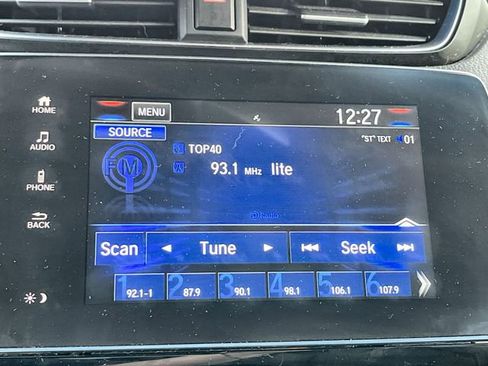 HOME
AUDIO
PHONE
BACK
MENU
12:27
SOURCE
"ST" TEXT 01
FM
TOP40
93.1 MHz lite
Scan
Tune
Seek
1 92.1-1
2 87.9
3 90.1
4 98.1
5 106.1
6 107.9